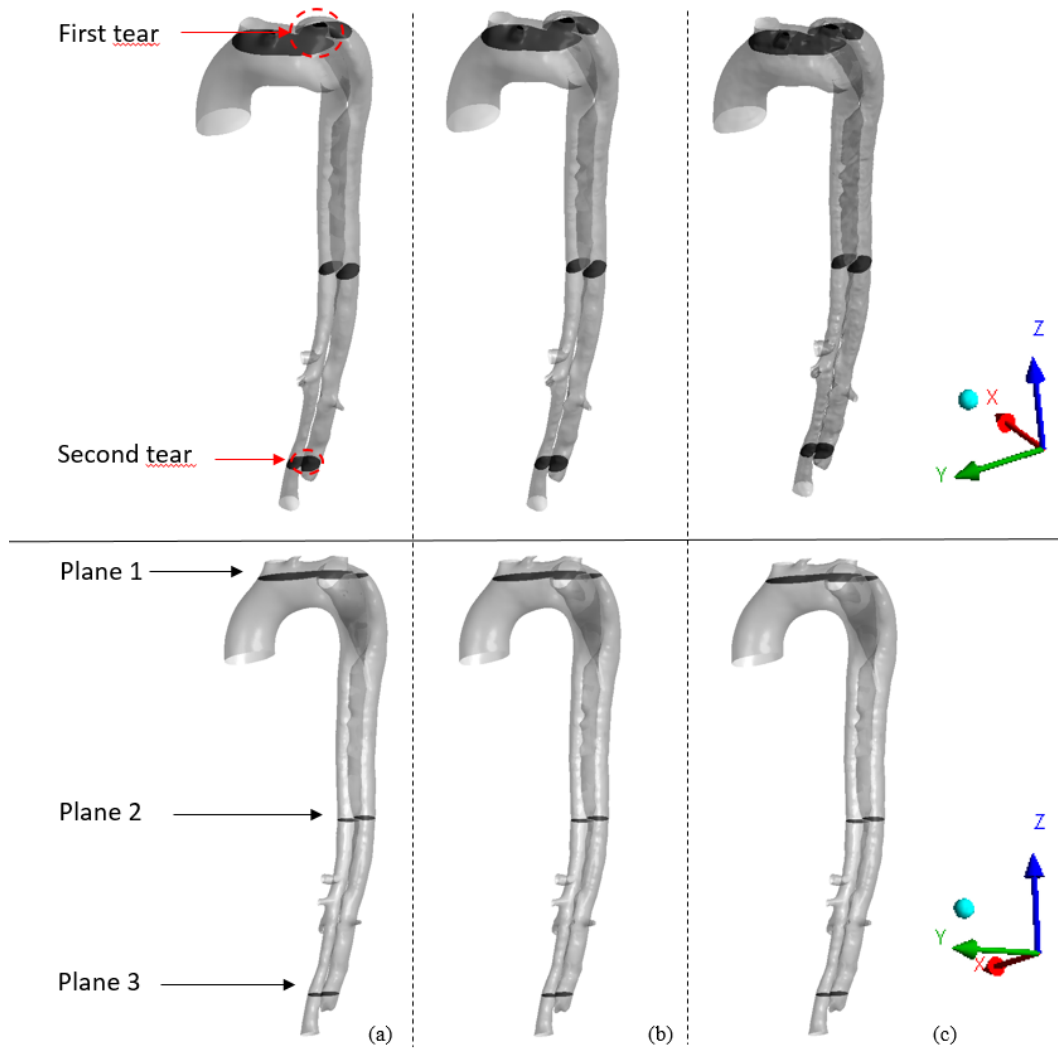 First tear
Z
X
Y
Second tear
Plane 1
Plane 2
Z
Y
X
Plane 3
(a)
(b)
(c)